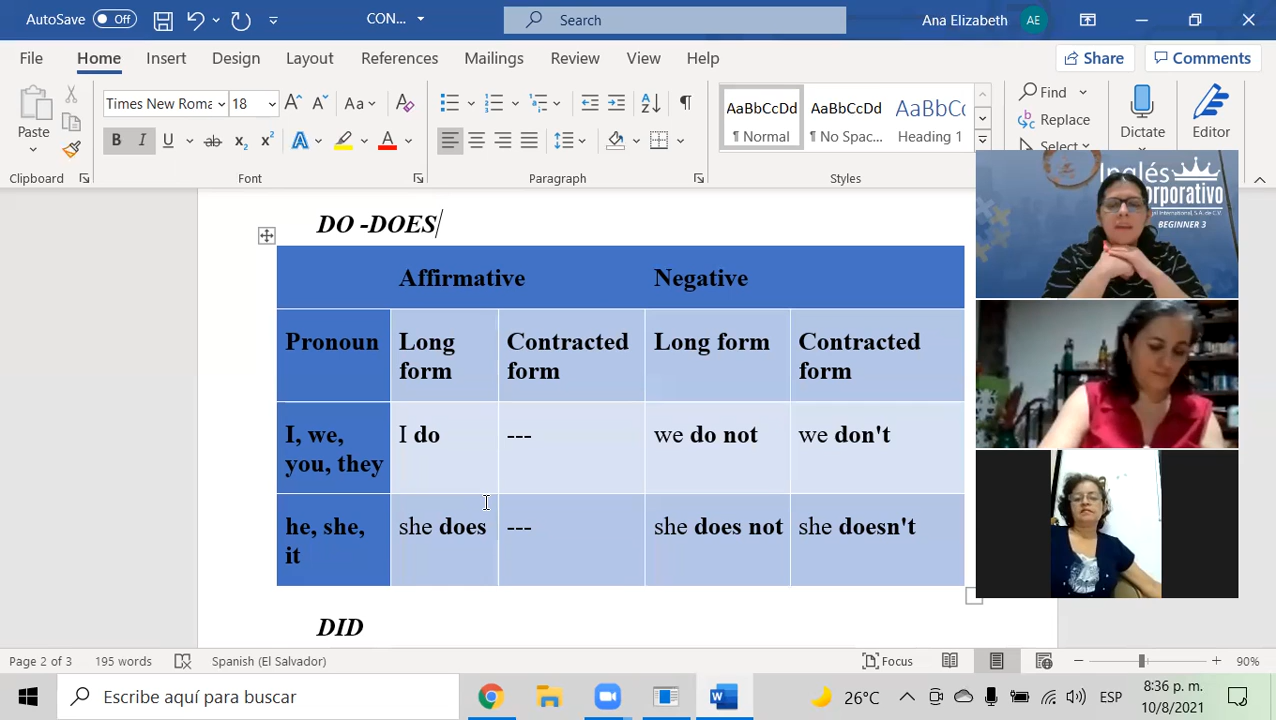 AutoSave Off CON... Search Ana Elizabeth AE
File Home Insert Design Layout References Mailings Review View Help Share Comments
Paste
Clipboard
Times New Roma 18
Font
Paragraph
AaBbCcDd
¶ Normal
AaBbCcDd
¶ No Spac...
AaBbCcD
Heading 1
Styles
Find
Replace
Select
Dictate
Editor
Inglés
BEGINNER 3
DO -DOES
Affirmative Negative
Pronoun Long form Contracted form Long form Contracted form
I, we, you, they I do --- we do not we don't
he, she, it she does --- she does not she doesn't
DID
Page 2 of 3 195 words Spanish (El Salvador) Focus 90%
Escribe aquí para buscar 26°C ESP 8:36 p. m.
10/8/2021